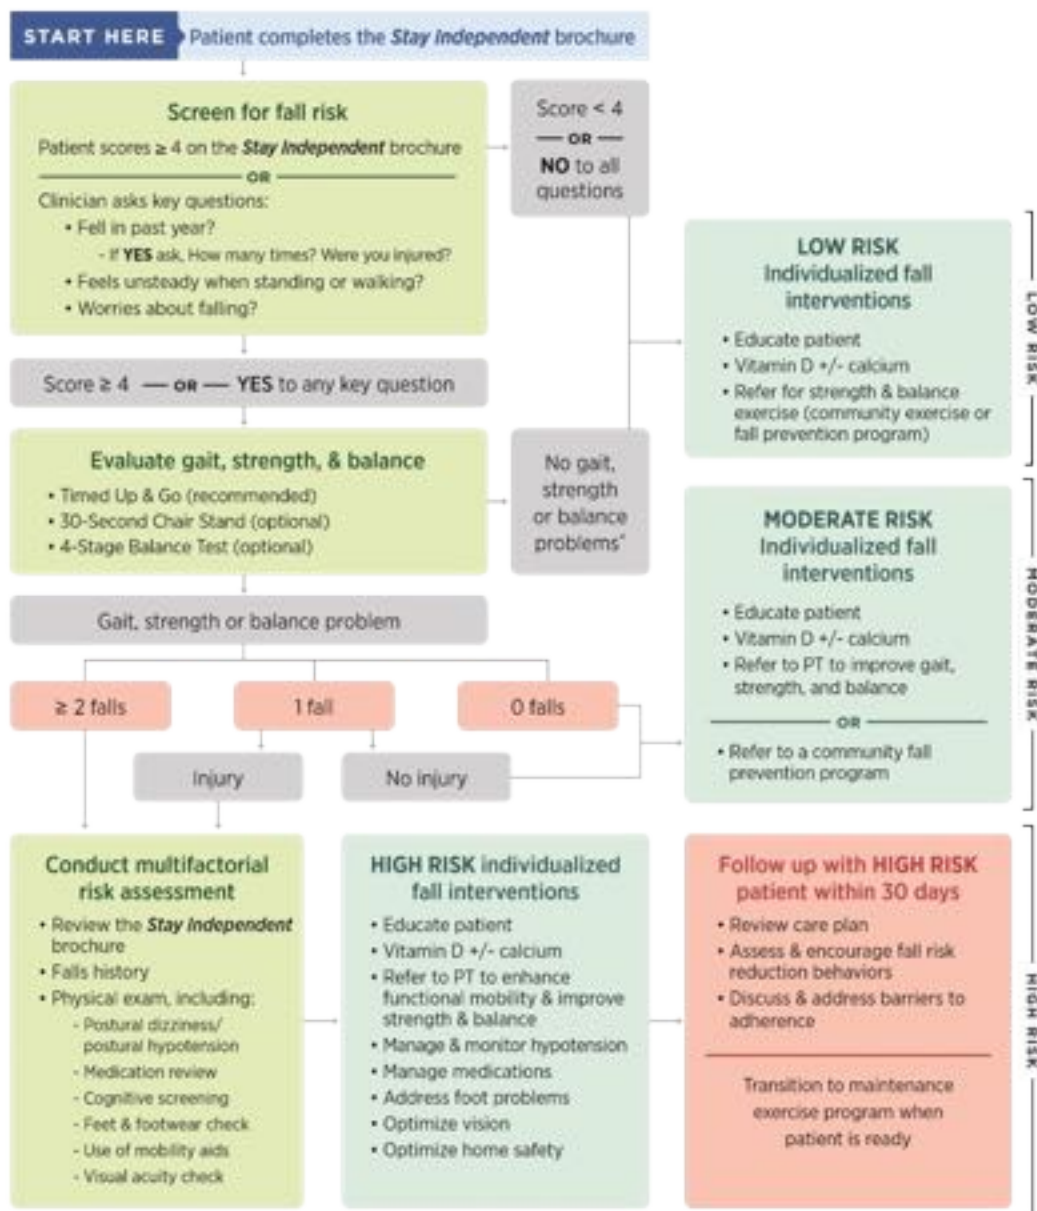 START HERE Patient completes the Stay Independent brochure
Screen for fall risk
Patient scores ≥ 4 on the Stay Independent brochure
OR
Clinician asks key questions:
• Fell in past year?
- If YES ask, How many times? Were you injured?
• Feels unsteady when standing or walking?
• Worries about falling?
Score < 4
OR
NO to all
questions
LOW RISK
Individualized fall
interventions
• Educate patient
• Vitamin D +/- calcium
• Refer for strength & balance
exercise (community exercise or
fall prevention program)
LOW RISK
Score ≥ 4 — OR — YES to any key question
Evaluate gait, strength, & balance
• Timed Up & Go (recommended)
• 30-Second Chair Stand (optional)
• 4-Stage Balance Test (optional)
No gait,
strength
or balance
problems*
MODERATE RISK
Individualized fall
interventions
• Educate patient
• Vitamin D +/- calcium
• Refer to PT to improve gait,
strength, and balance
OR
• Refer to a community fall
prevention program
MODERATE RISK
Gait, strength or balance problem
≥ 2 falls
1 fall
0 falls
Injury
No injury
Conduct multifactorial
risk assessment
• Review the Stay Independent
brochure
• Falls history
• Physical exam, including:
- Postural dizziness/
postural hypotension
- Medication review
- Cognitive screening
- Feet & footwear check
- Use of mobility aids
- Visual acuity check
HIGH RISK individualized
fall interventions
• Educate patient
• Vitamin D +/- calcium
• Refer to PT to enhance
functional mobility & improve
strength & balance
• Manage & monitor hypotension
• Manage medications
• Address foot problems
• Optimize vision
• Optimize home safety
Follow up with HIGH RISK
patient within 30 days
• Review care plan
• Assess & encourage fall risk
reduction behaviors
• Discuss & address barriers to
adherence
Transition to maintenance
exercise program when
patient is ready
HIGH RISK